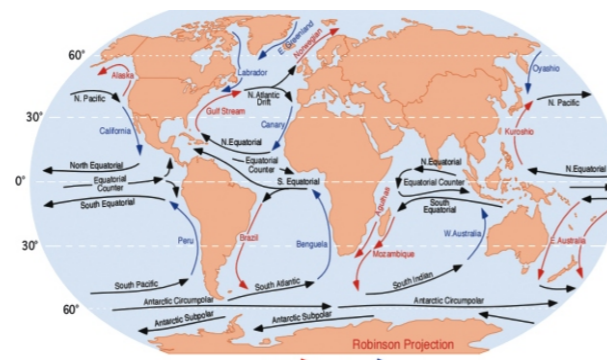 60°
30°
0°
30°
60°
Alaska
N. Pacific
California
North Equatorial
Equatorial
Counter
South Equatorial
Peru
South Pacific
Antarctic Circumpolar
Antarctic Subpolar
Labrador
E. Greenland
Norwegian
N. Atlantic
Drift
Gulf Stream
Canary
N.Equatorial
Equatorial
Counter
S. Equatorial
Brazil
Benguela
South Atlantic
Antarctic Subpolar
Agulhas
Mozambique
N.Equatorial
Equatorial Counter
South
Equatorial
W.Australia
South Indian
Antarctic Circumpolar
Oyashio
N. Pacific
Kuroshio
N.Equatorial
E.Australia
Robinson Projection